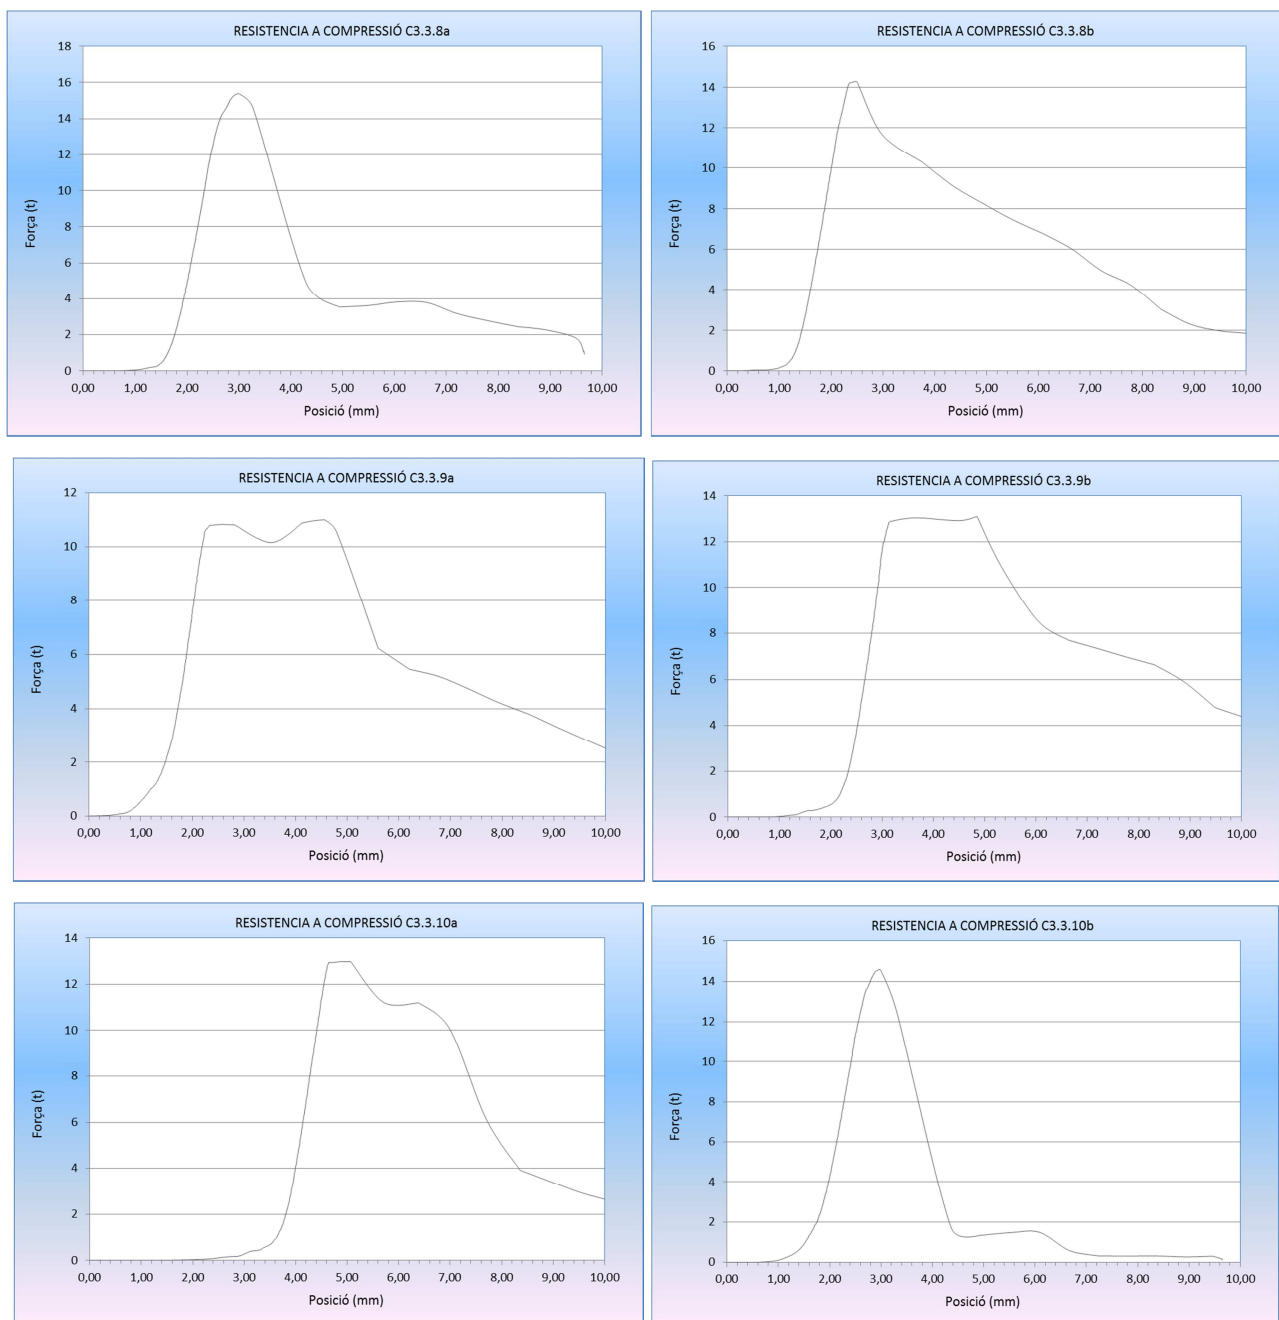 RESISTENCIA A COMPRESSIÓ C3.3.8a
Força (t)
18
16
14
12
10
8
6
4
2
0
0,00 1,00 2,00 3,00 4,00 5,00 6,00 7,00 8,00 9,00 10,00
Posició (mm)
RESISTENCIA A COMPRESSIÓ C3.3.8b
Força (t)
16
14
12
10
8
6
4
2
0
0,00 1,00 2,00 3,00 4,00 5,00 6,00 7,00 8,00 9,00 10,00
Posició (mm)
RESISTENCIA A COMPRESSIÓ C3.3.9a
Força (t)
12
10
8
6
4
2
0
0,00 1,00 2,00 3,00 4,00 5,00 6,00 7,00 8,00 9,00 10,00
Posició (mm)
RESISTENCIA A COMPRESSIÓ C3.3.9b
Força (t)
14
12
10
8
6
4
2
0
0,00 1,00 2,00 3,00 4,00 5,00 6,00 7,00 8,00 9,00 10,00
Posició (mm)
RESISTENCIA A COMPRESSIÓ C3.3.10a
Força (t)
14
12
10
8
6
4
2
0
0,00 1,00 2,00 3,00 4,00 5,00 6,00 7,00 8,00 9,00 10,00
Posició (mm)
RESISTENCIA A COMPRESSIÓ C3.3.10b
Força (t)
16
14
12
10
8
6
4
2
0
0,00 1,00 2,00 3,00 4,00 5,00 6,00 7,00 8,00 9,00 10,00
Posició (mm)